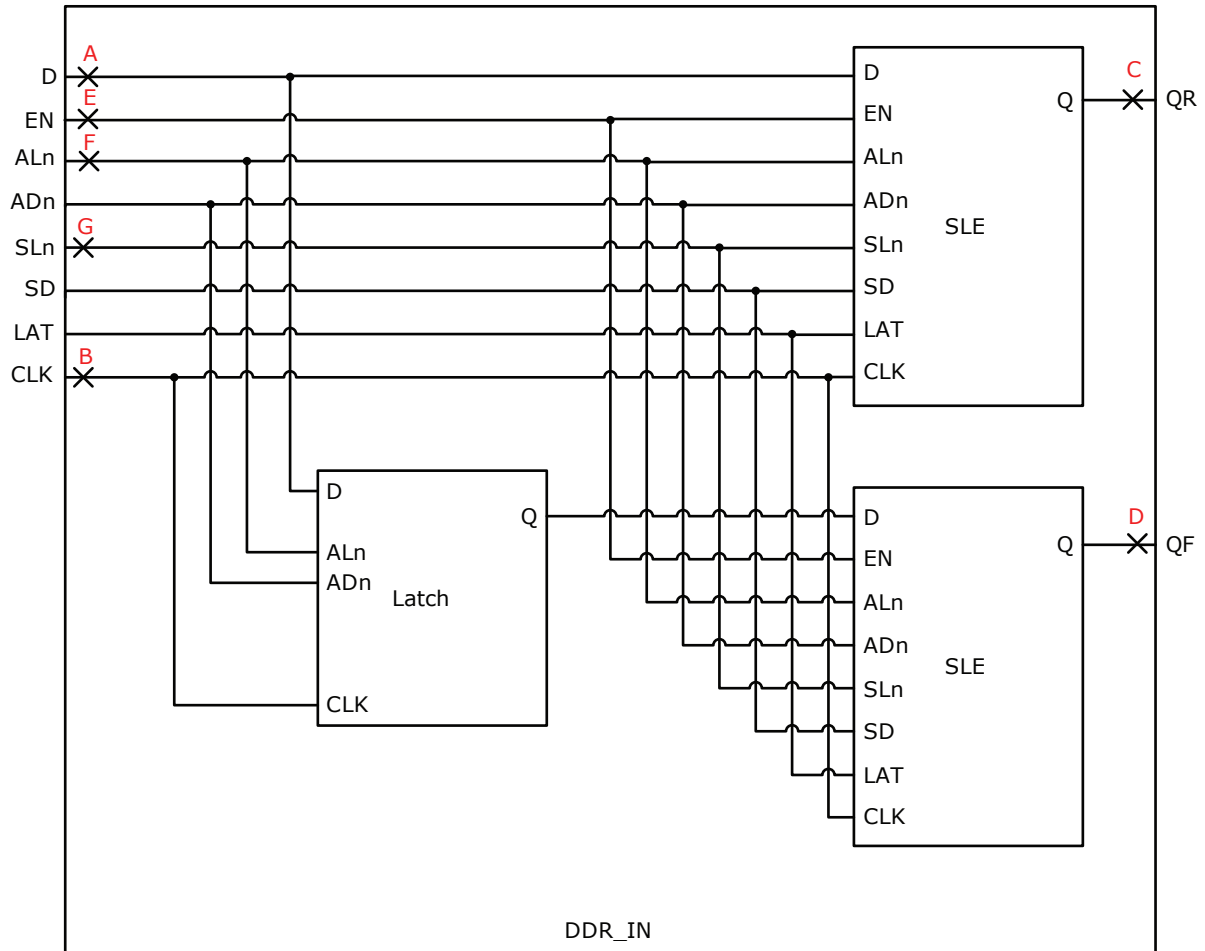 A
D
E
EN
F
ALn
ADn
G
SLn
SD
LAT
B
CLK
D
EN
ALn
ADn
SLn
SD
LAT
CLK
SLE
Q
C
QR
D
ALn
ADn
CLK
Latch
Q
D
EN
ALn
ADn
SLn
SD
LAT
CLK
SLE
Q
D
QF
DDR_IN